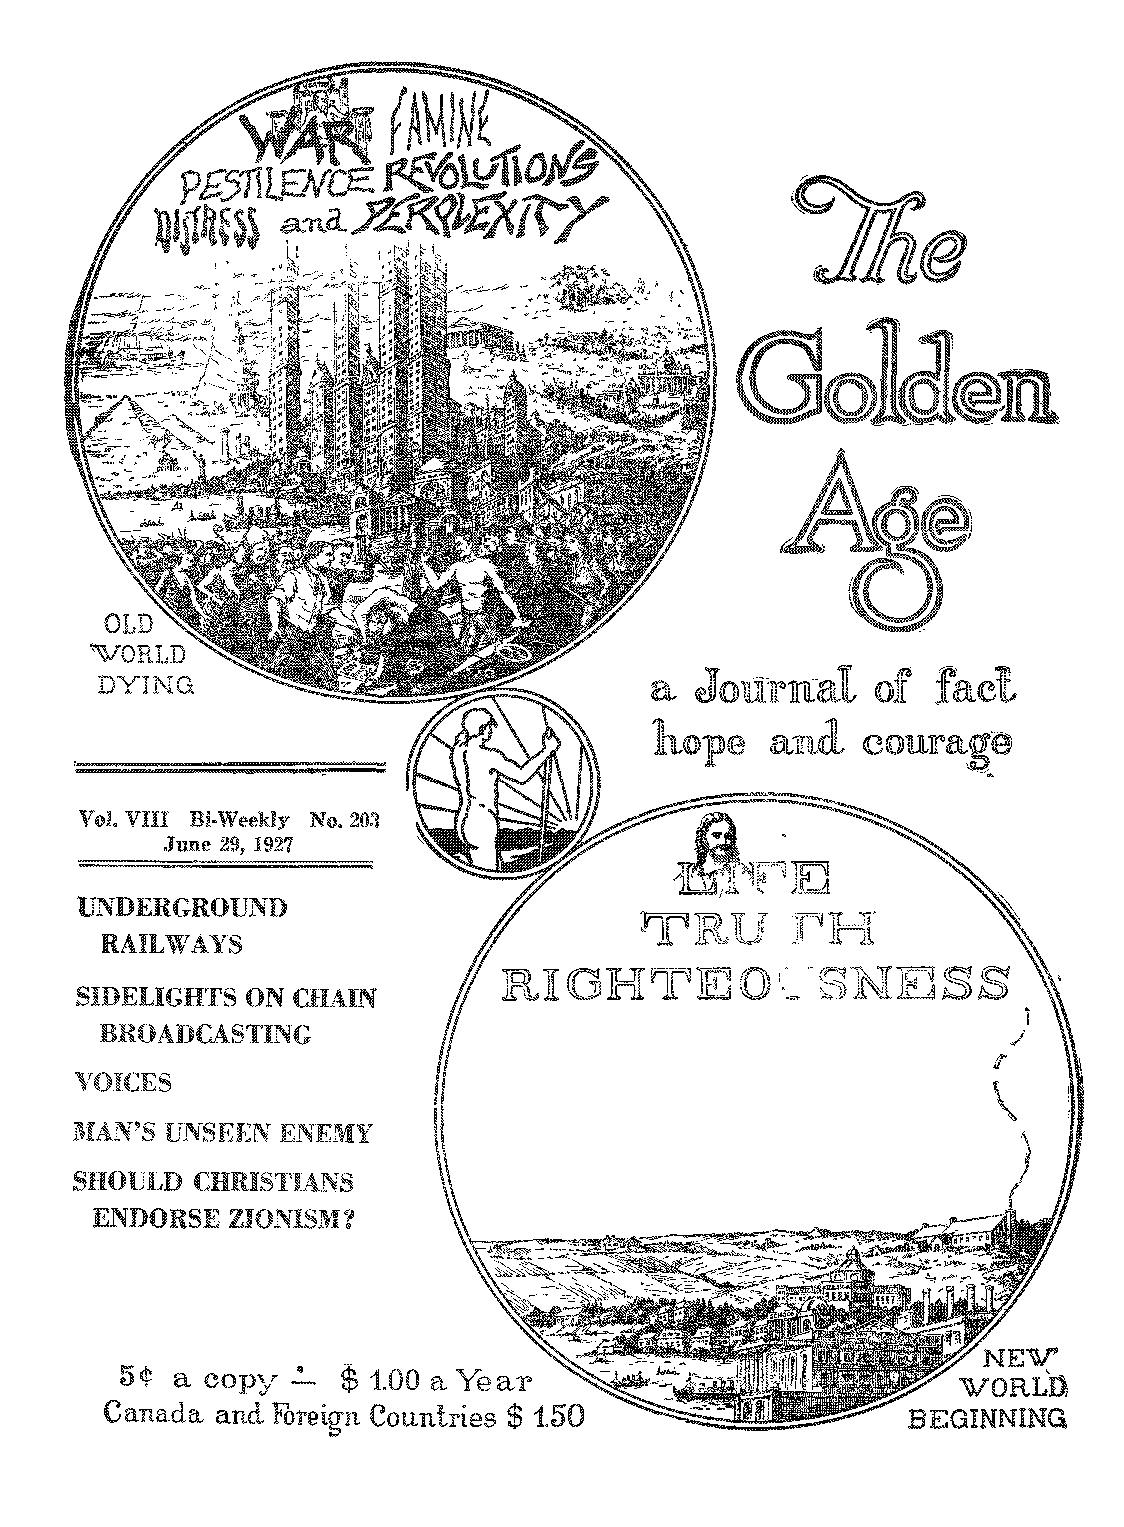 WAR FAMINE
PESTILENCE REVOLUTIONS
DISTRESS and PERPLEXITY
The
Golden
Age
OLD
WORLD
DYING
a Journal of fact
hope and courage
Vol. VIII Bi-Weekly No. 203
June 29, 1927
UNDERGROUND
RAILWAYS
SIDELIGHTS ON CHAIN
BROADCASTING
VOICES
MAN'S UNSEEN ENEMY
SHOULD CHRISTIANS
ENDORSE ZIONISM?
LIFE
TRUTH
RIGHTEOUSNESS
5¢ a copy — $ 1.00 a Year
Canada and Foreign Countries $ 1.50
NEW
WORLD
BEGINNING